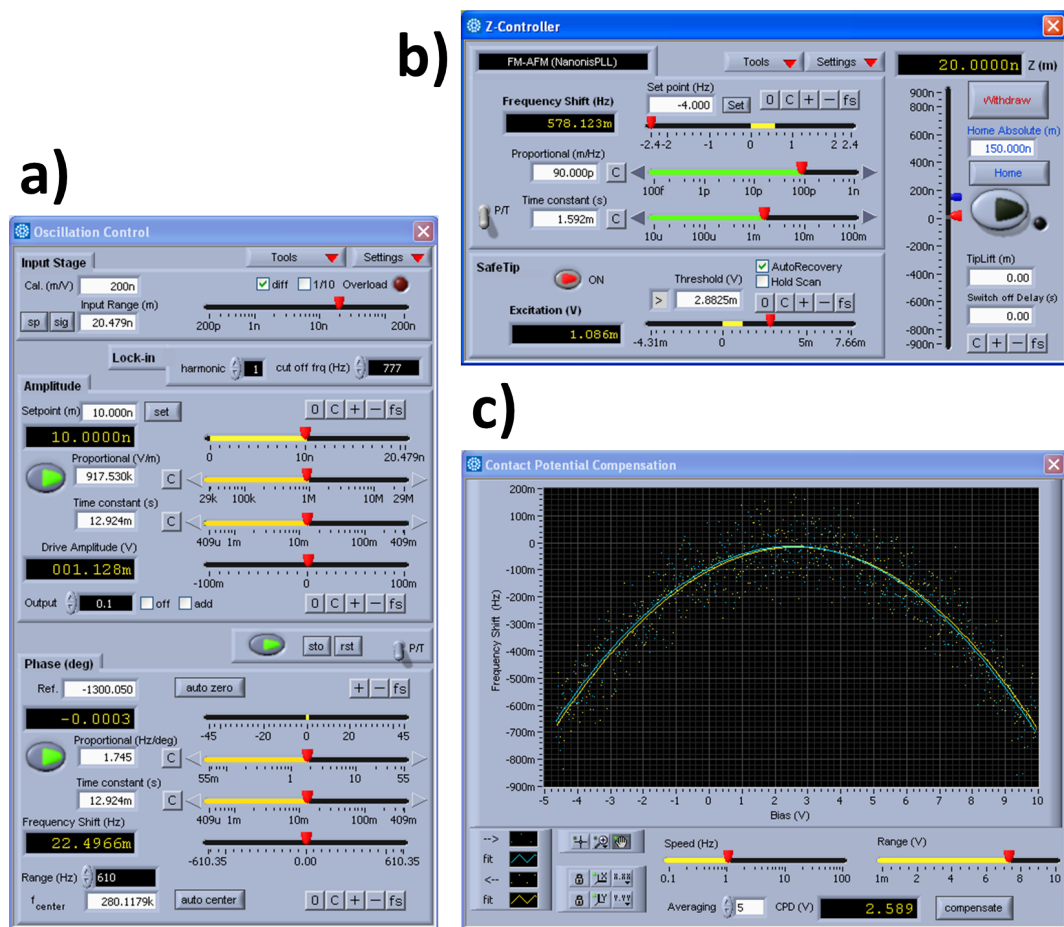 a)
Oscillation Control
Input Stage
Tools
Settings
Cal. (m/V) 200n
diff 1/10 Overload
Input Range (m)
sp sig 20.479n
200p 1n 10n 200n
Lock-in
harmonic 1 cut off frq (Hz) 777
Amplitude
Setpoint (m) 10.000n set
0 C + − fs
10.0000n
0 10n 20.479n
Proportional (V/m)
917.530k C
29k 100k 1M 10M 29M
Time constant (s)
12.924m C
409u 1m 10m 100m 409m
Drive Amplitude (V)
001.128m
-100m 0 100m
Output 0.1 off add
0 C + − fs
sto rst P/T
Phase (deg)
Ref. -1300.050 auto zero
+ − fs
-0.0003
-45 -20 0 20 45
Proportional (Hz/deg)
1.745 C
55m 1 10 55
Time constant (s)
12.924m C
409u 1m 10m 100m 409m
Frequency Shift (Hz)
22.4966m
-610.35 0.00 610.35
Range (Hz) 610
f center 280.1179k auto center
0 C + − fs
b)
Z-Controller
FM-AFM (NanonisPLL)
Tools
Settings
Set point (Hz)
-4.000 Set 0 C + − fs
Frequency Shift (Hz)
578.123m
-2.4 -2 -1 0 1 2 2.4
Proportional (m/Hz)
90.000p C
100f 1p 10p 100p 1n
P/T
Time constant (s)
1.592m C
10u 100u 1m 10m 100m
SafeTip
ON
Threshold (V)
> 2.8825m
AutoRecovery
Hold Scan
0 C + − fs
Excitation (V)
1.086m
-4.31m 0 5m 7.66m
20.0000n Z (m)
900n
800n
600n
400n
200n
0
-200n
-400n
-600n
-800n
-900n
Withdraw
Home Absolute (m)
150.000n
Home
TipLift (m)
0.00
Switch off Delay (s)
0.00
C + − fs
c)
Contact Potential Compensation
Frequency Shift (Hz)
200m
100m
0
-100m
-200m
-300m
-400m
-500m
-600m
-700m
-800m
-900m
-5 -4 -3 -2 -1 0 1 2 3 4 5 6 7 8 9 10
Bias (V)
-->
fit
<--
fit
X X.XX
Y Y.YY
Speed (Hz)
0.1 1 10 100
Range (V)
1m 2 4 6 8 10
Averaging 5 CPD (V) 2.589 compensate